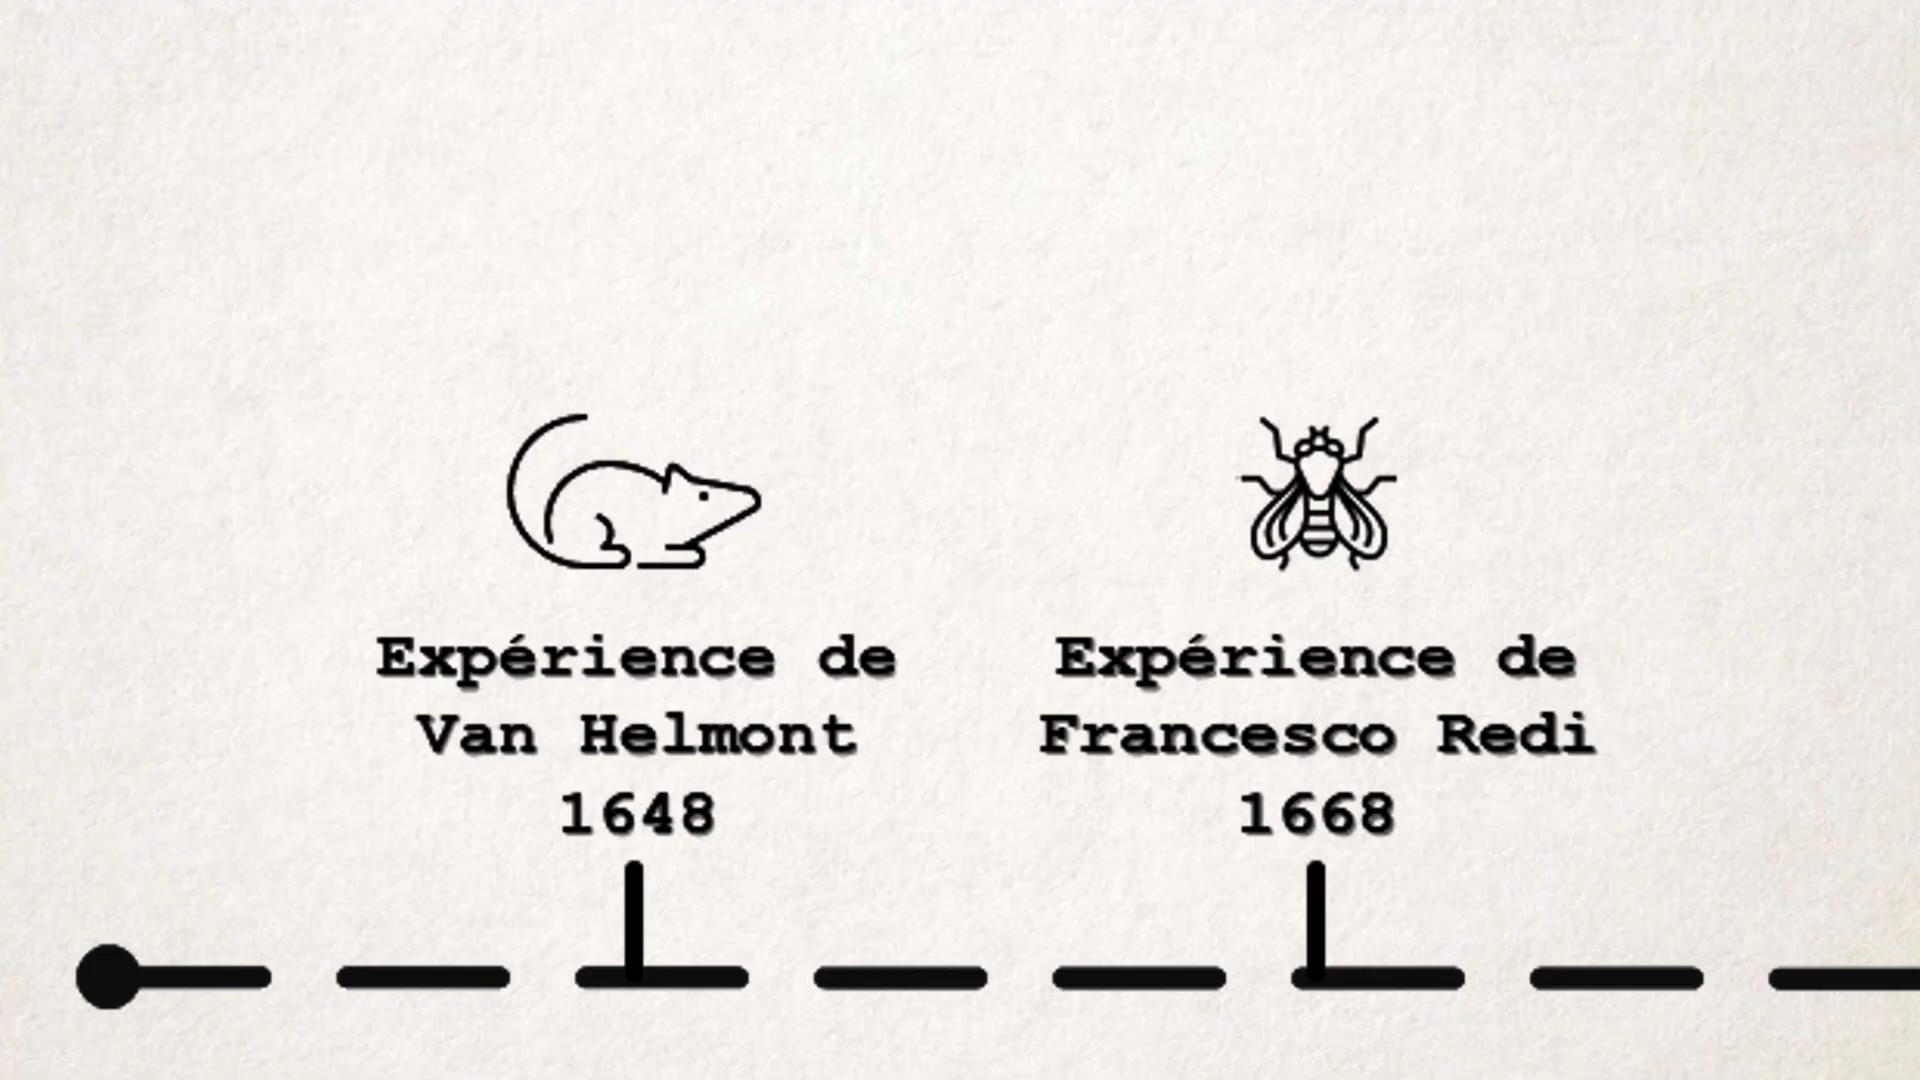 Expérience de
Van Helmont
1648
Expérience de
Francesco Redi
1668